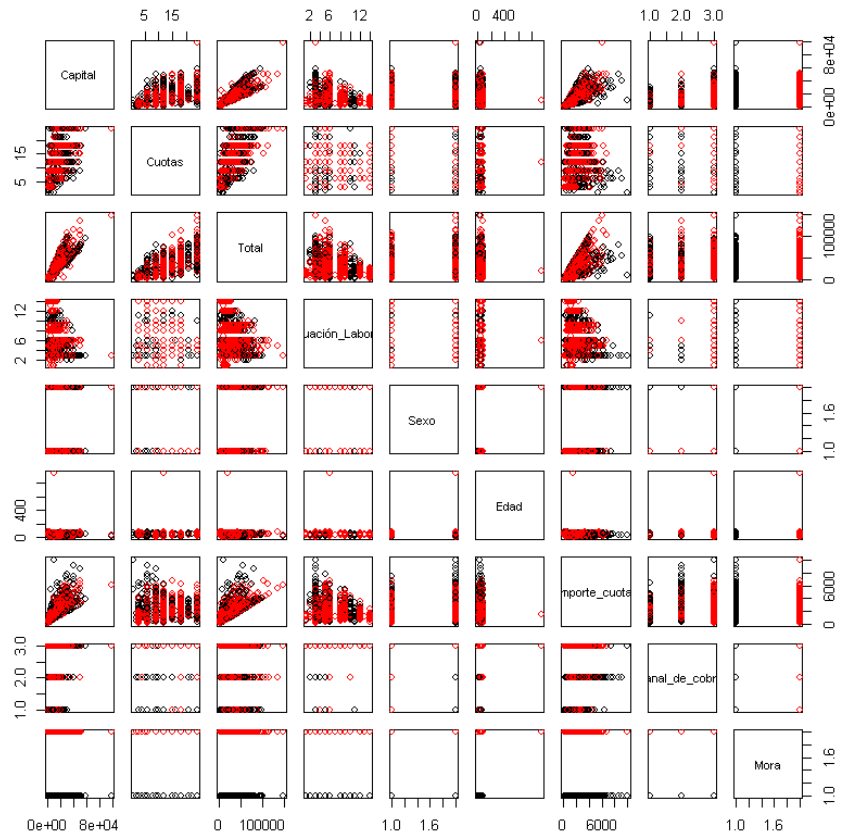 5 15 2 6 12 0 400 1.0 2.0 3.0
Capital
0e+00 8e+04
Cuotas
5 15
Total
0 100000
uación_Labor
2 6 12
Sexo
1.0 1.6
Edad
0 400
mporte_cuota
0 6000
anal_de_cobr
1.0 2.0 3.0
Mora
1.0 1.6
0e+00 8e+04 0 100000 1.0 1.6 0 6000 1.0 1.6